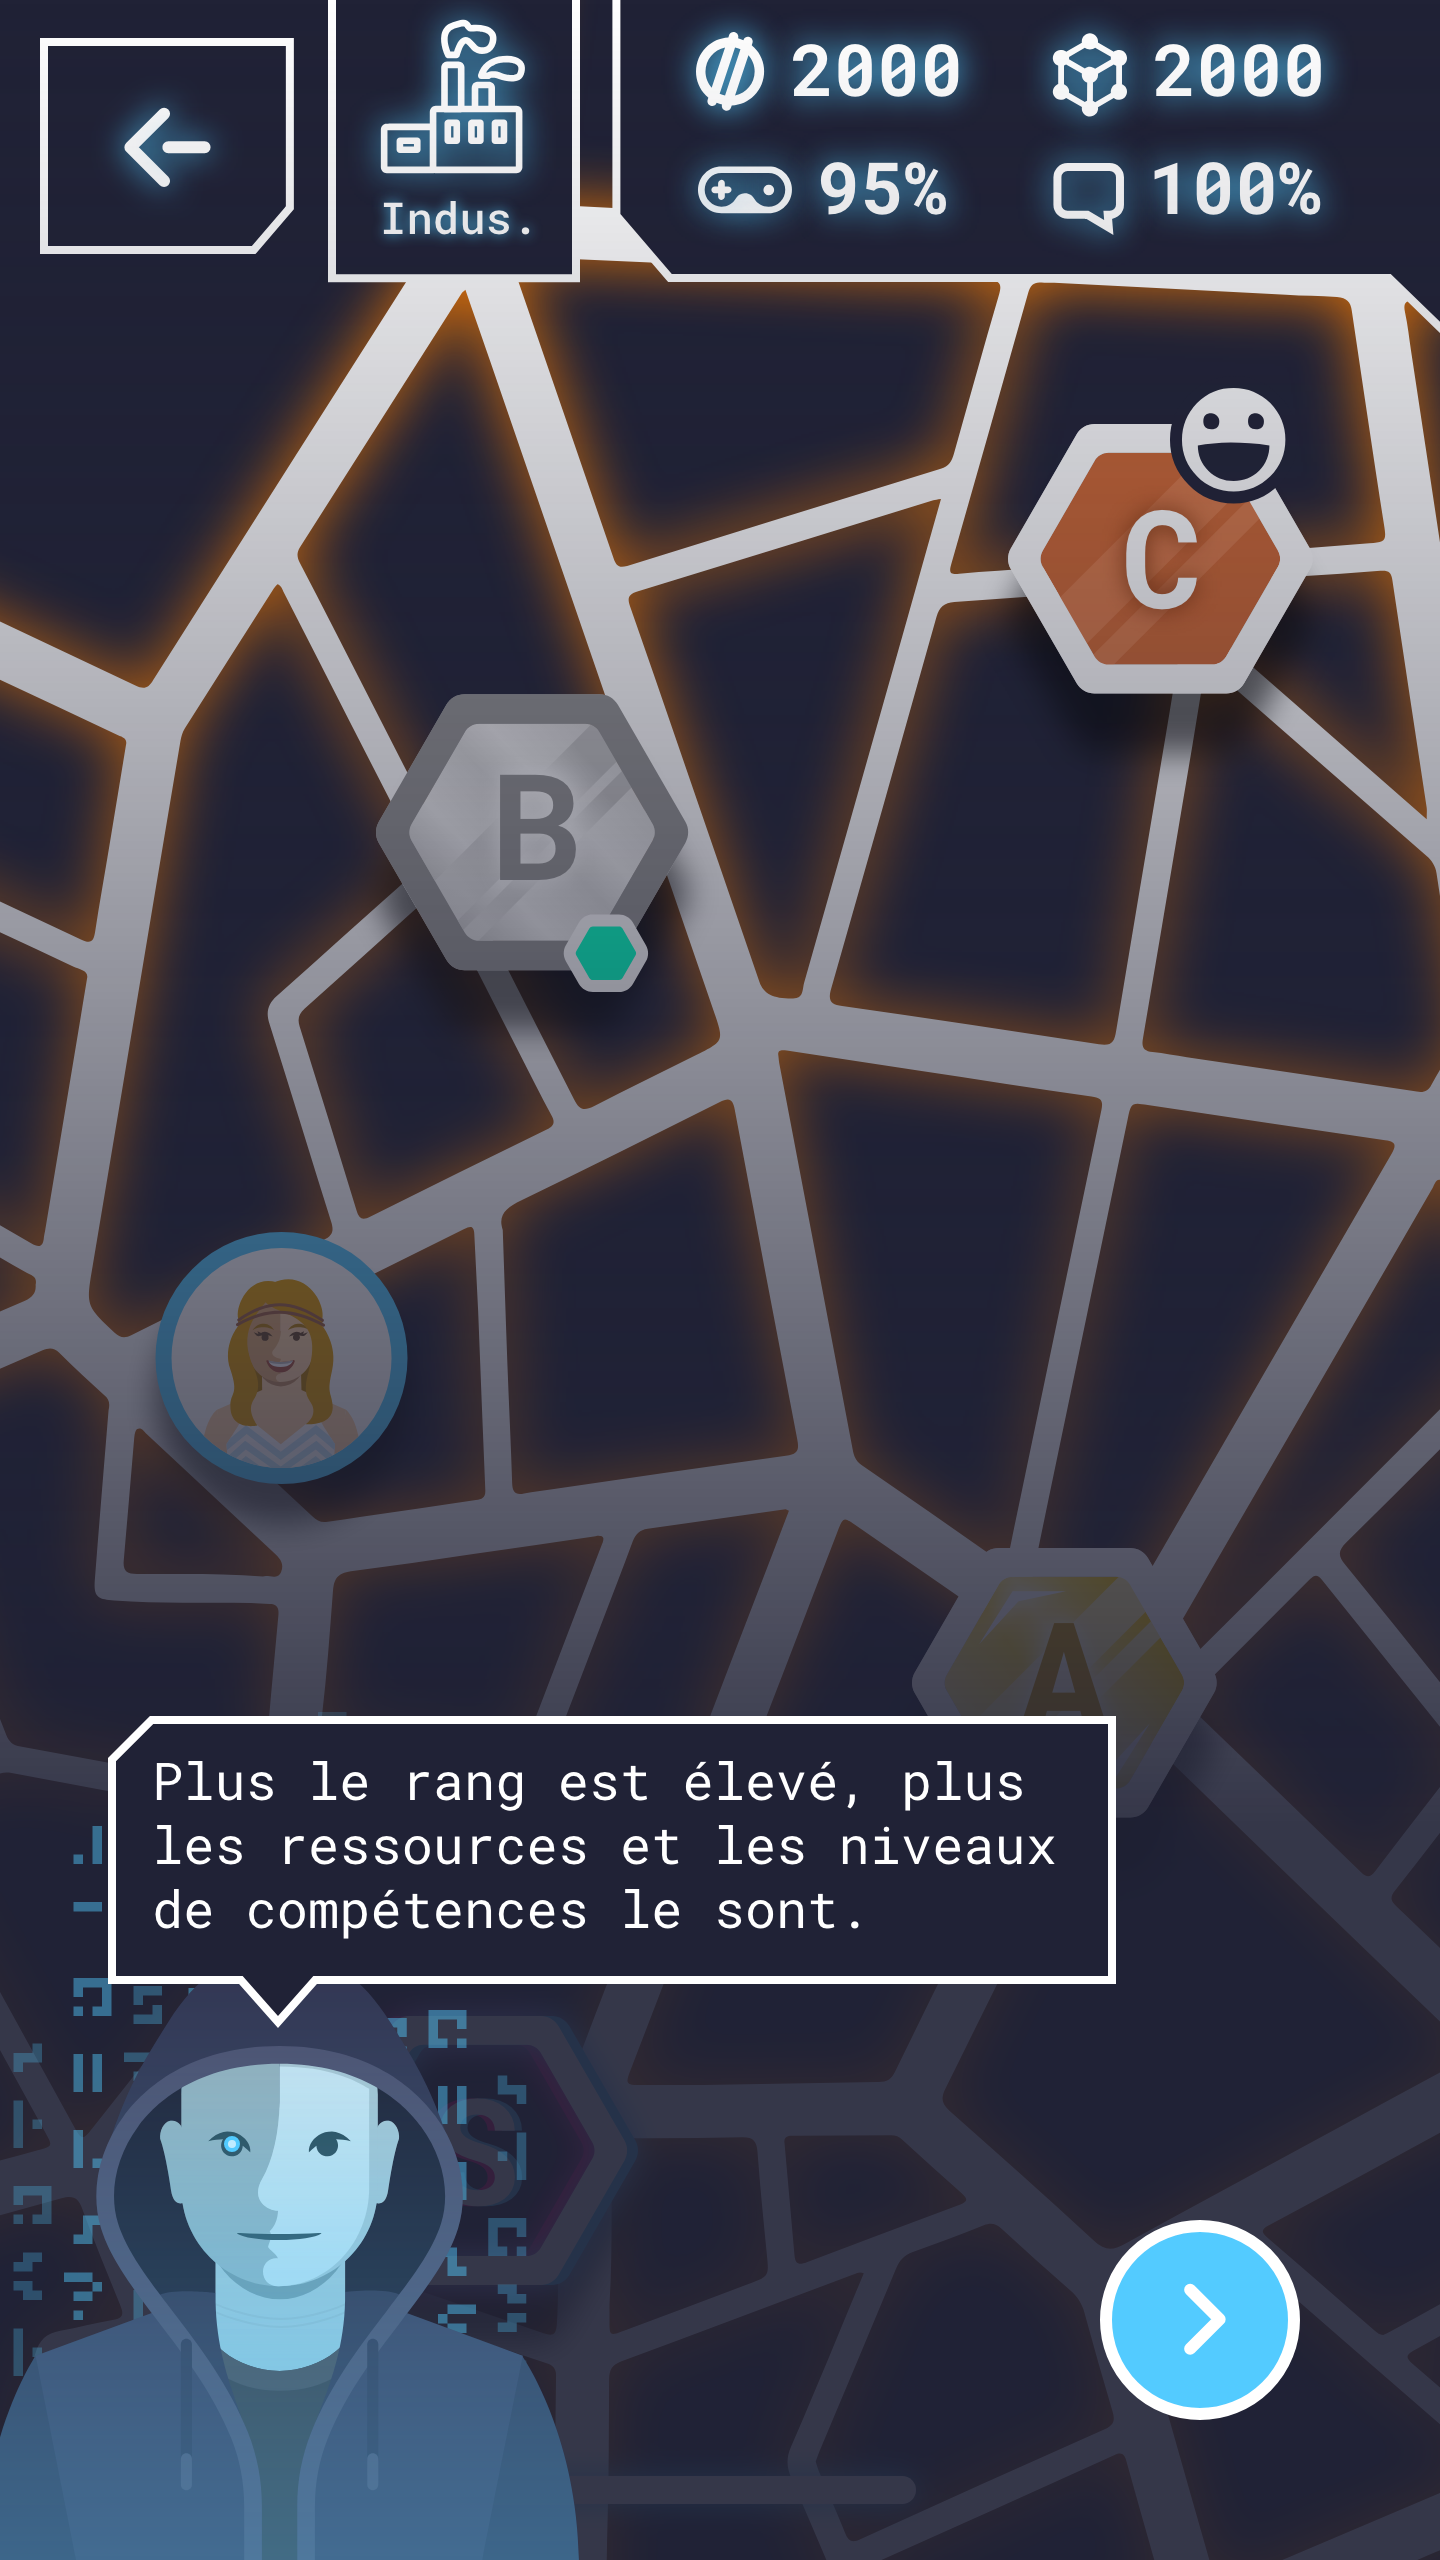 2000
2000
Indus.
95%
100%
C
B
A
Plus le rang est élevé, plus
les ressources et les niveaux
de compétences le sont.
S